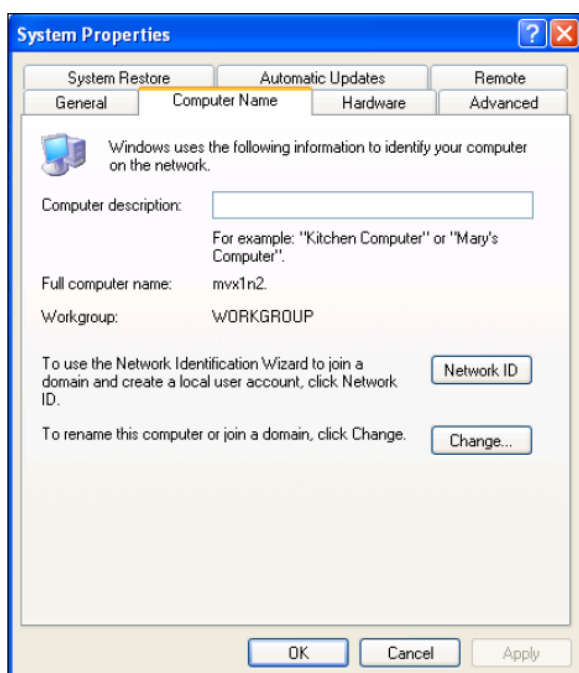 System Properties
System Restore Automatic Updates Remote
General Computer Name Hardware Advanced
Windows uses the following information to identify your computer
on the network.
Computer description:
For example: "Kitchen Computer" or "Mary's
Computer".
Full computer name: mvx1n2.
Workgroup: WORKGROUP
To use the Network Identification Wizard to join a
domain and create a local user account, click Network
ID.
Network ID
To rename this computer or join a domain, click Change.
Change...
OK Cancel Apply